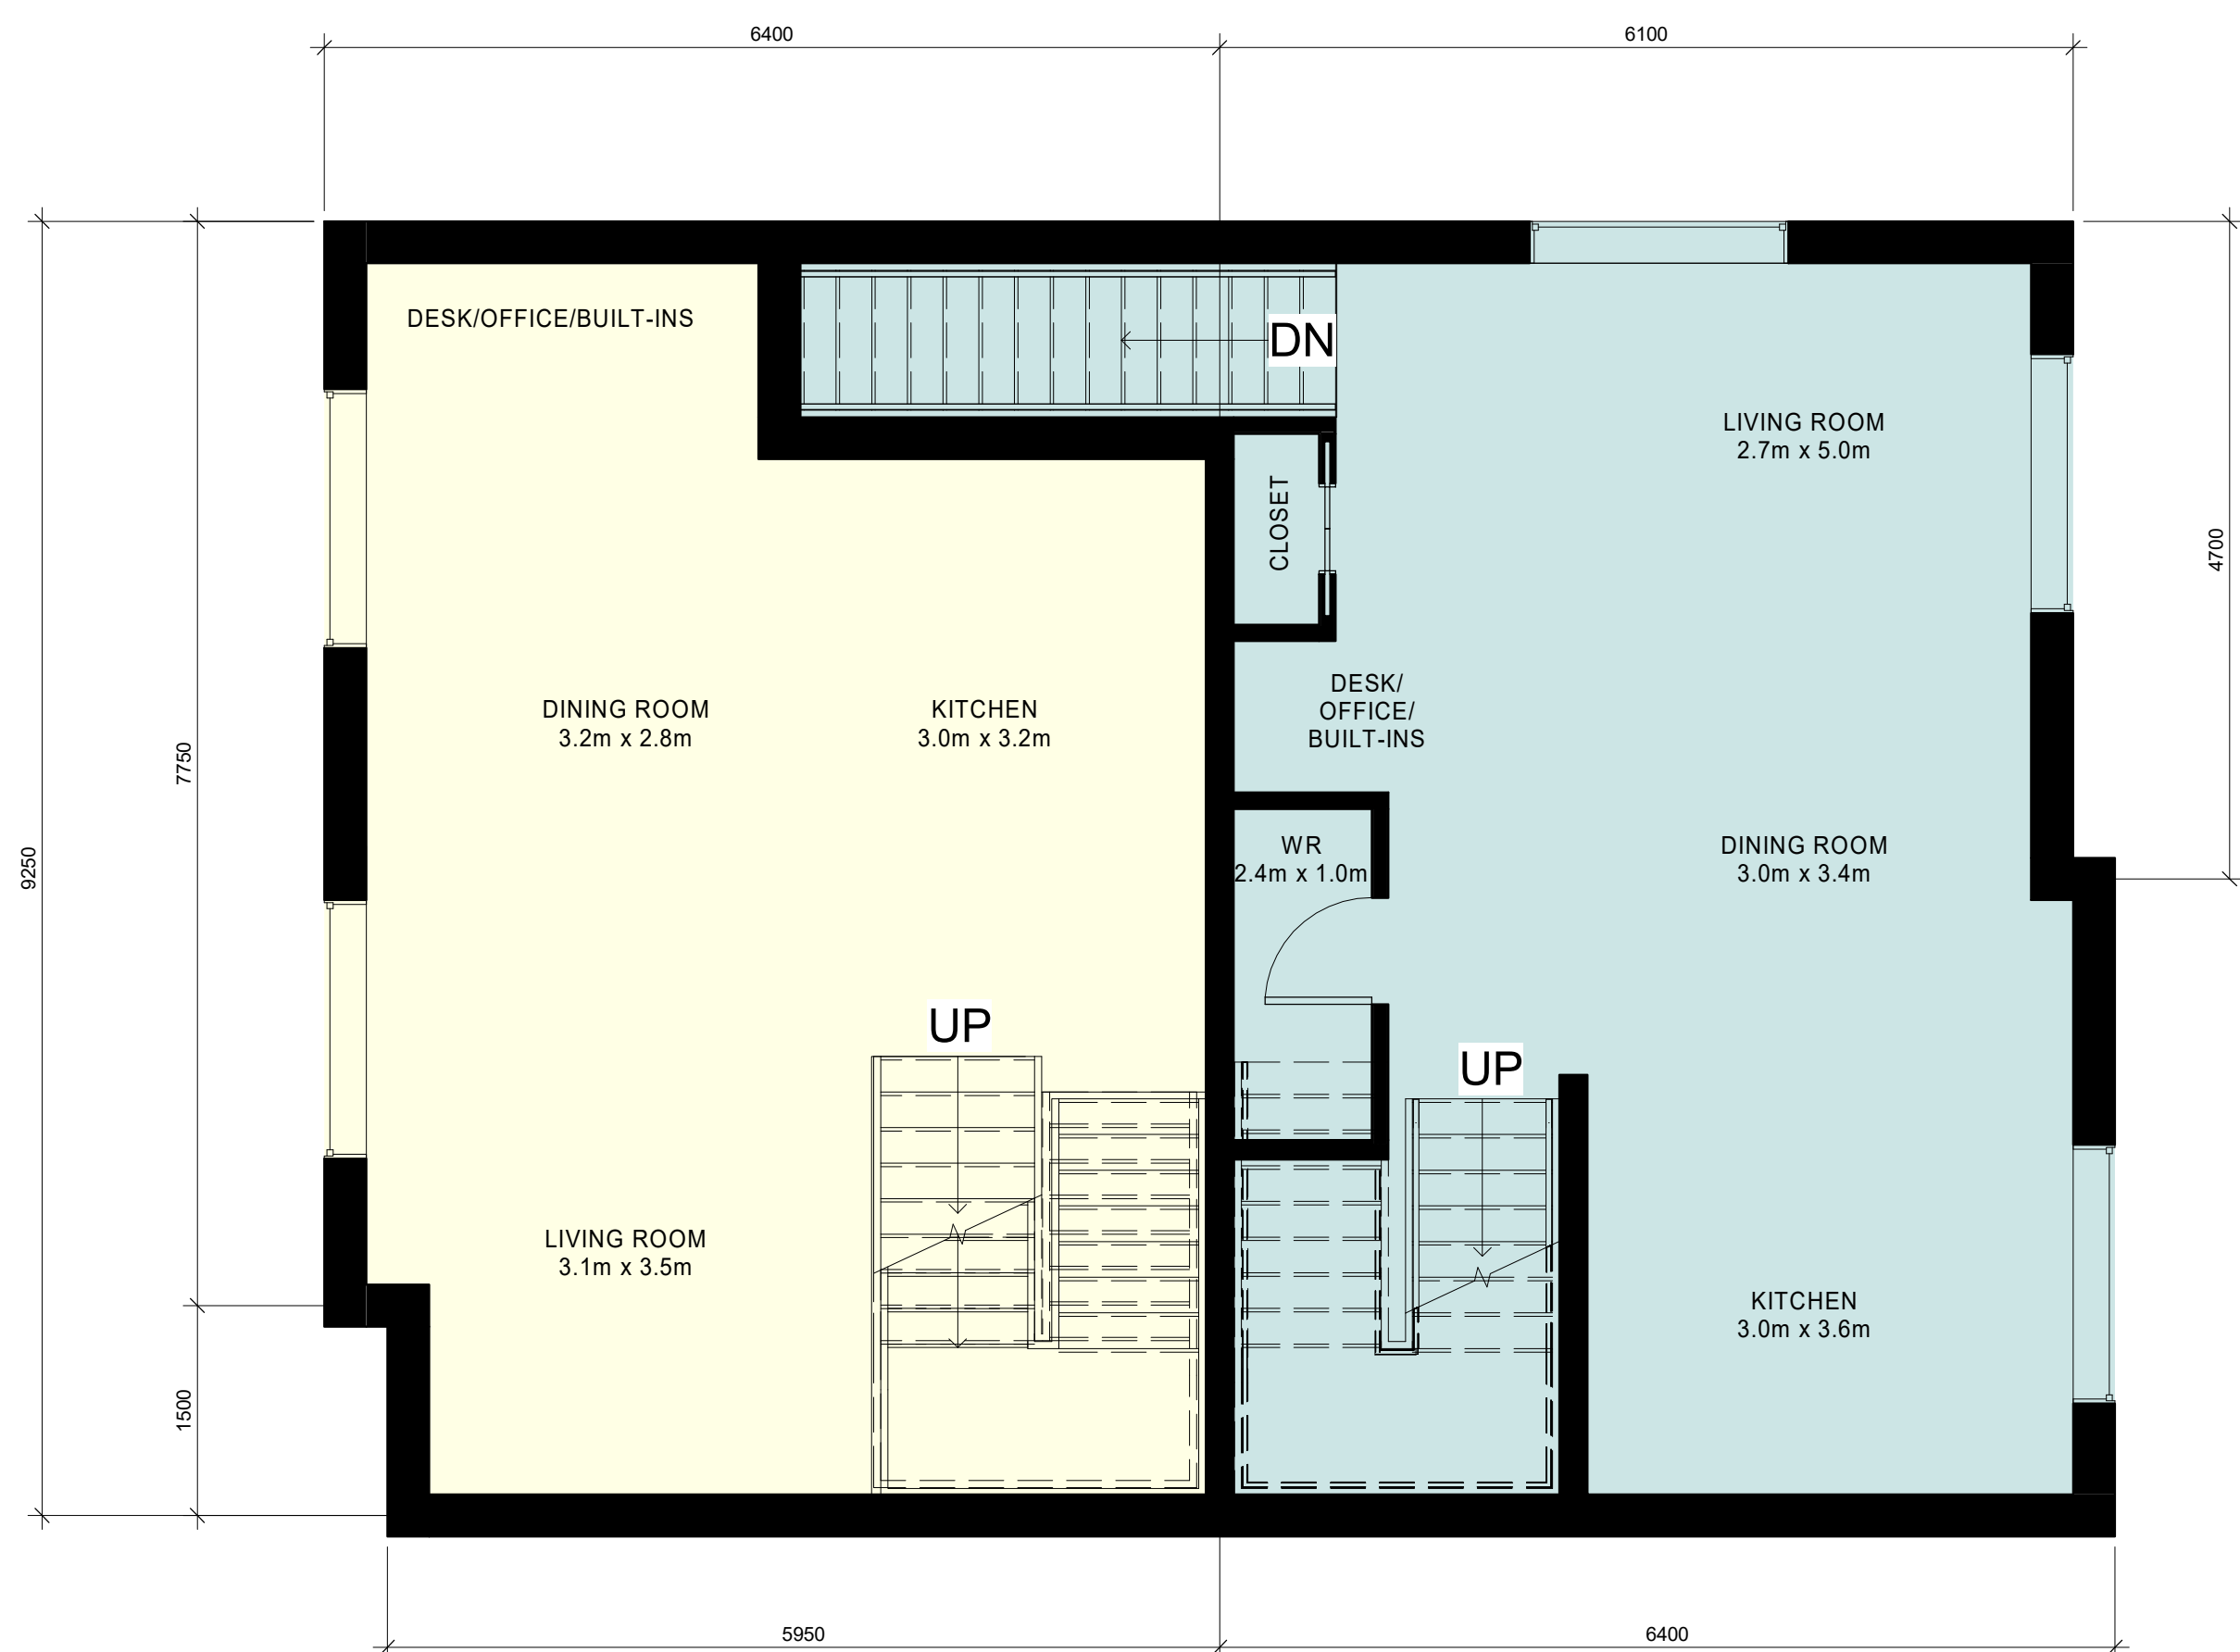 6400
6100
DESK/OFFICE/BUILT-INS
DN
LIVING ROOM
2.7m x 5.0m
CLOSET
4700
DESK/
OFFICE/
BUILT-INS
DINING ROOM
3.2m x 2.8m
KITCHEN
3.0m x 3.2m
7750
9250
WR
2.4m x 1.0m
DINING ROOM
3.0m x 3.4m
UP
UP
LIVING ROOM
3.1m x 3.5m
KITCHEN
3.0m x 3.6m
1500
5950
6400